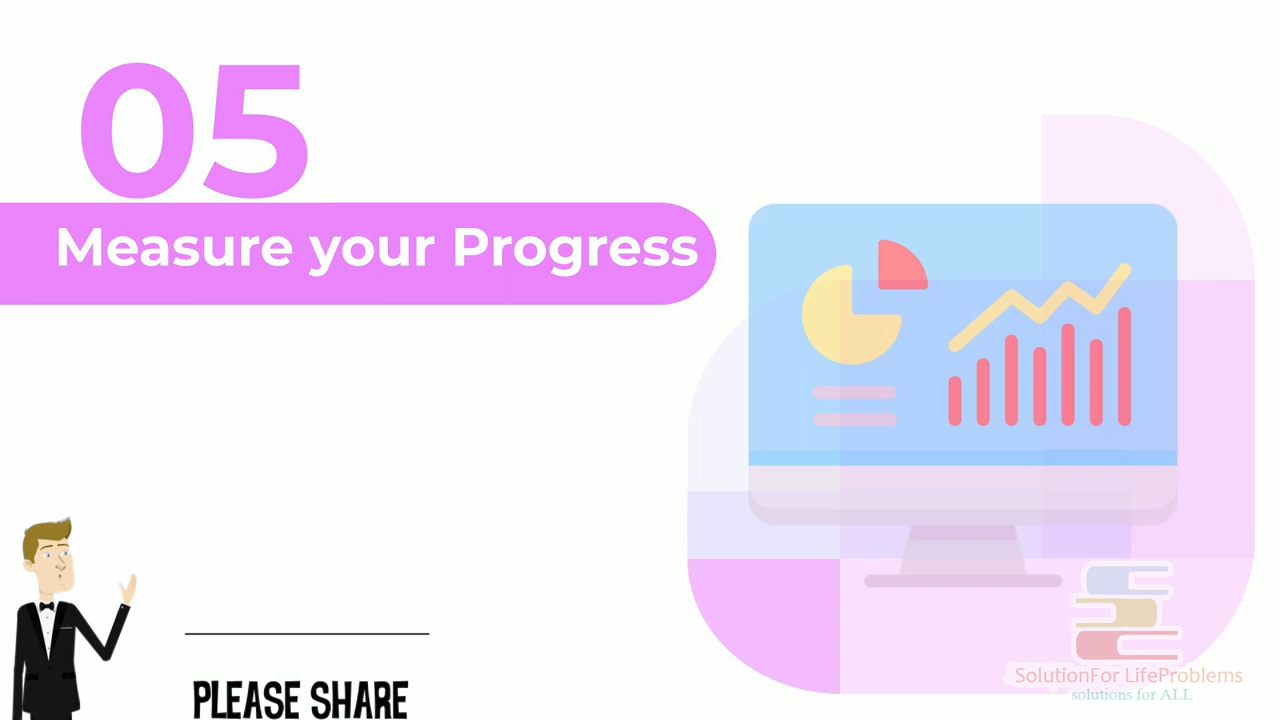 05
Measure your Progress
PLEASE SHARE
SolutionFor LifeProblems
solutions for ALL